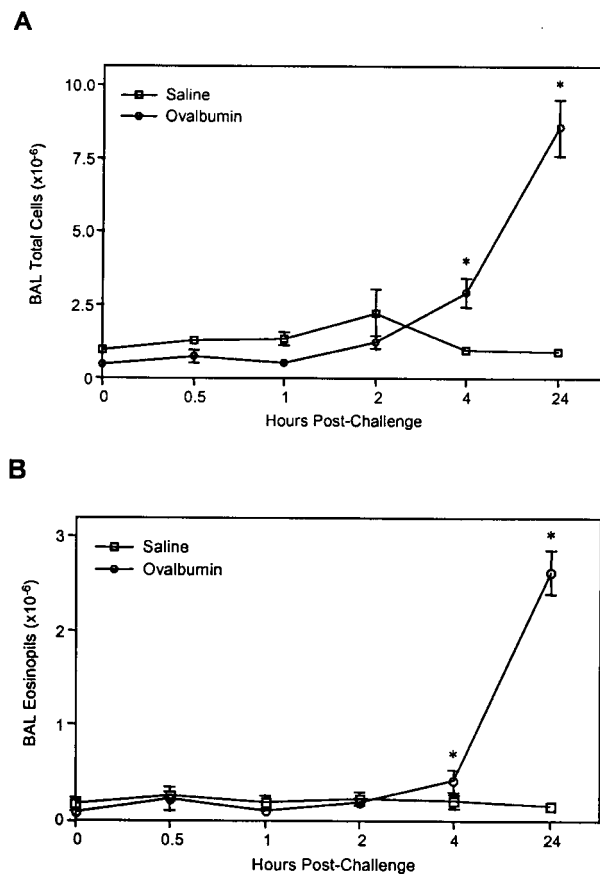 A
10.0
7.5
5.0
2.5
0
BAL Total Cells (x10⁻⁶)
Saline
Ovalbumin
*
*
0 0.5 1 2 4 24
Hours Post-Challenge
B
3
2
1
0
BAL Eosinopils (x10⁻⁶)
Saline
Ovalbumin
*
*
0 0.5 1 2 4 24
Hours Post-Challenge